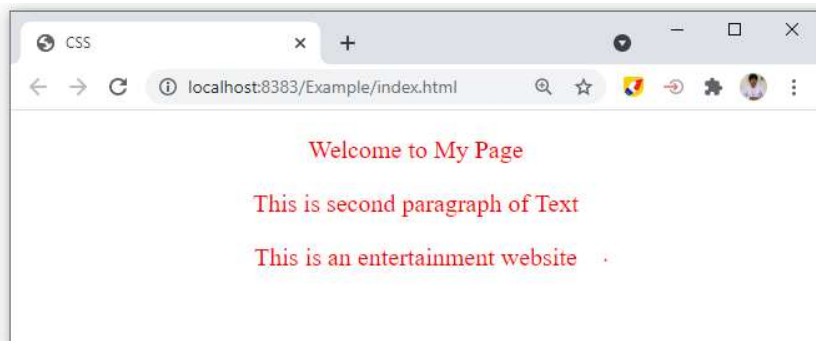 CSS
localhost:8383/Example/index.html
Welcome to My Page
This is second paragraph of Text
This is an entertainment website